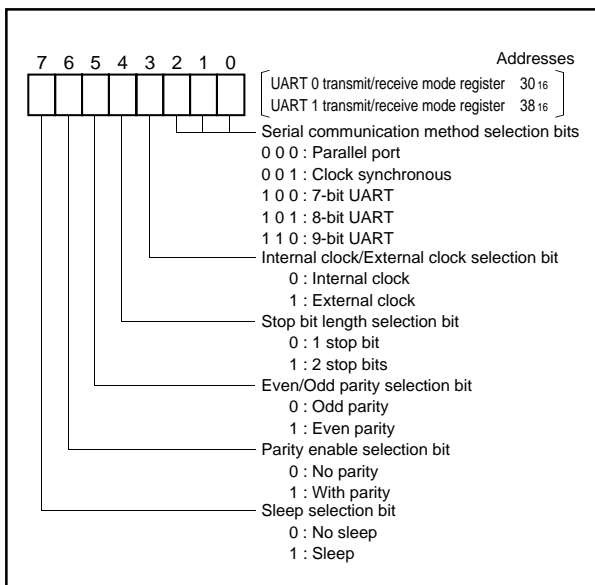 7 6 5 4 3 2 1 0
Addresses
UART 0 transmit/receive mode register 30 16
UART 1 transmit/receive mode register 38 16
Serial communication method selection bits
0 0 0 : Parallel port
0 0 1 : Clock synchronous
1 0 0 : 7-bit UART
1 0 1 : 8-bit UART
1 1 0 : 9-bit UART
Internal clock/External clock selection bit
0 : Internal clock
1 : External clock
Stop bit length selection bit
0 : 1 stop bit
1 : 2 stop bits
Even/Odd parity selection bit
0 : Odd parity
1 : Even parity
Parity enable selection bit
0 : No parity
1 : With parity
Sleep selection bit
0 : No sleep
1 : Sleep